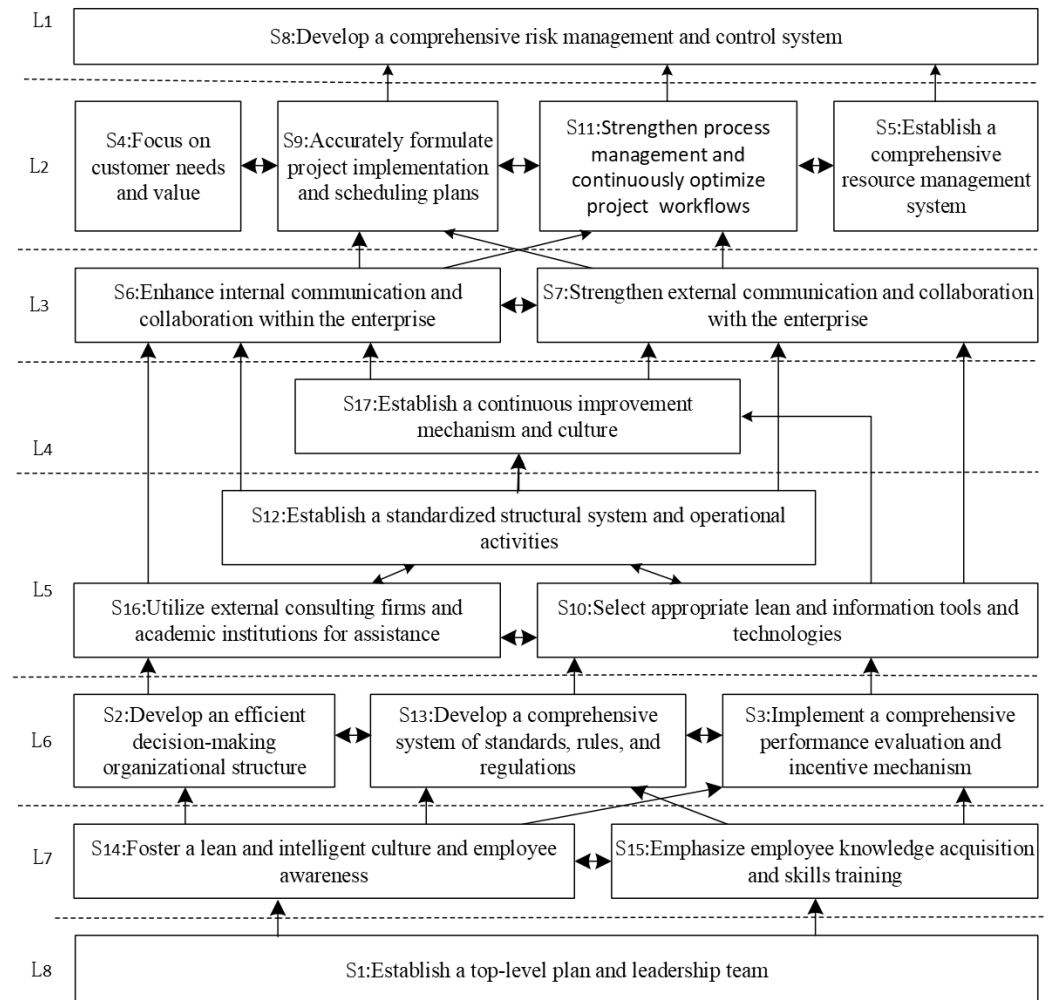 L1
S8:Develop a comprehensive risk management and control system
L2
S4:Focus on
customer needs
and value
S9:Accurately formulate
project implementation
and scheduling plans
S11:Strengthen process
management and
continuously optimize
project workflows
S5:Establish a
comprehensive
resource management
system
L3
S6:Enhance internal communication and
collaboration within the enterprise
S7:Strengthen external communication and collaboration
with the enterprise
L4
S17:Establish a continuous improvement
mechanism and culture
S12:Establish a standardized structural system and operational
activities
L5
S16:Utilize external consulting firms and
academic institutions for assistance
S10:Select appropriate lean and information tools and
technologies
L6
S2:Develop an efficient
decision-making
organizational structure
S13:Develop a comprehensive
system of standards, rules, and
regulations
S3:Implement a comprehensive
performance evaluation and
incentive mechanism
L7
S14:Foster a lean and intelligent culture and employee
awareness
S15:Emphasize employee knowledge acquisition
and skills training
L8
S1:Establish a top-level plan and leadership team